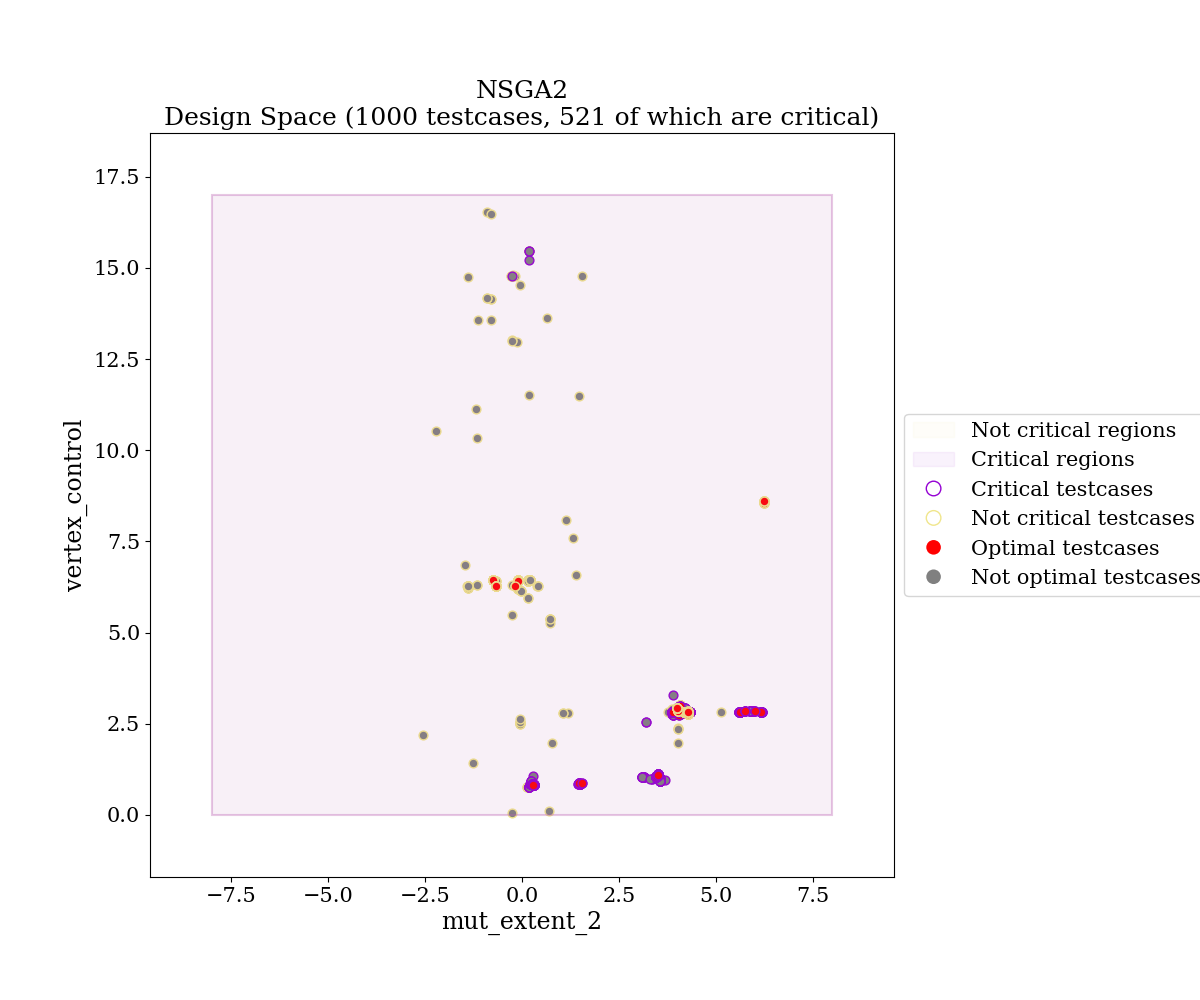 NSGA2
Design Space (1000 testcases, 521 of which are critical)
17.5
15.0
12.5
10.0
7.5
5.0
2.5
0.0
vertex_control
−7.5
−5.0
−2.5
0.0
2.5
5.0
7.5
mut_extent_2
Not critical regions
Critical regions
Critical testcases
Not critical testcases
Optimal testcases
Not optimal testcases